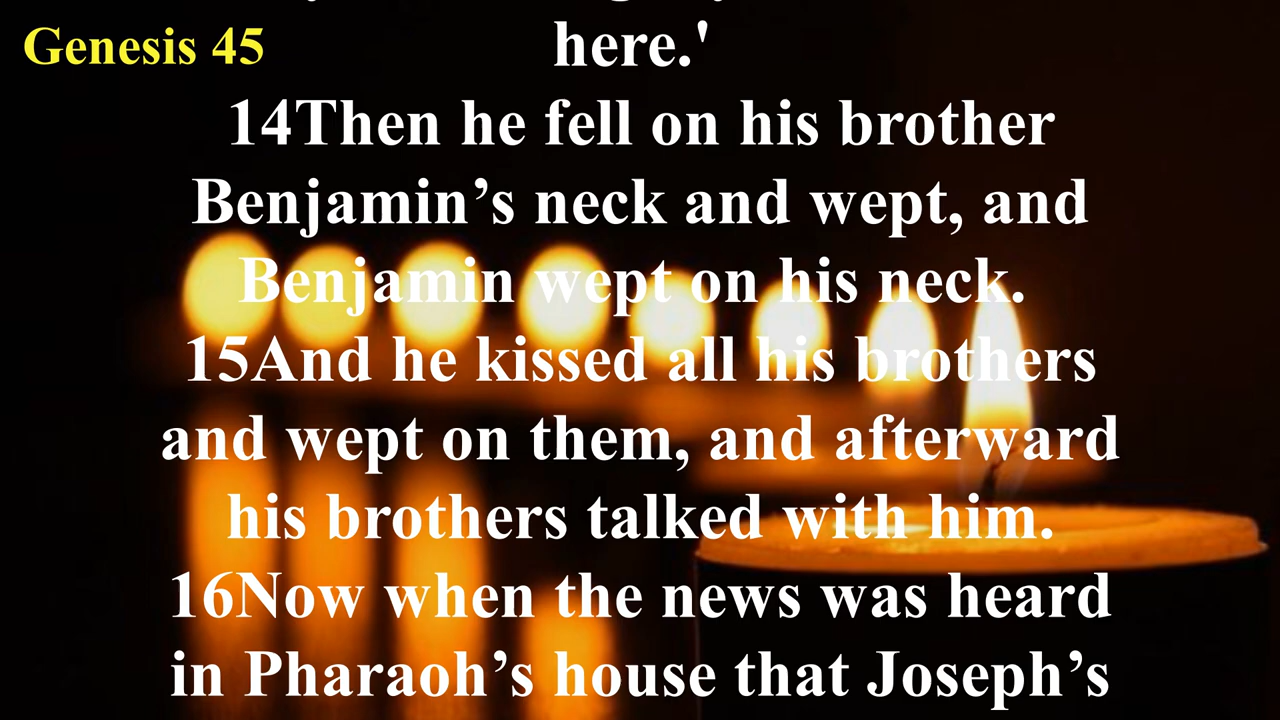 Genesis 45
here.'
14Then he fell on his brother
Benjamin’s neck and wept, and
Benjamin wept on his neck.
15And he kissed all his brothers
and wept on them, and afterward
his brothers talked with him.
16Now when the news was heard
in Pharaoh’s house that Joseph’s